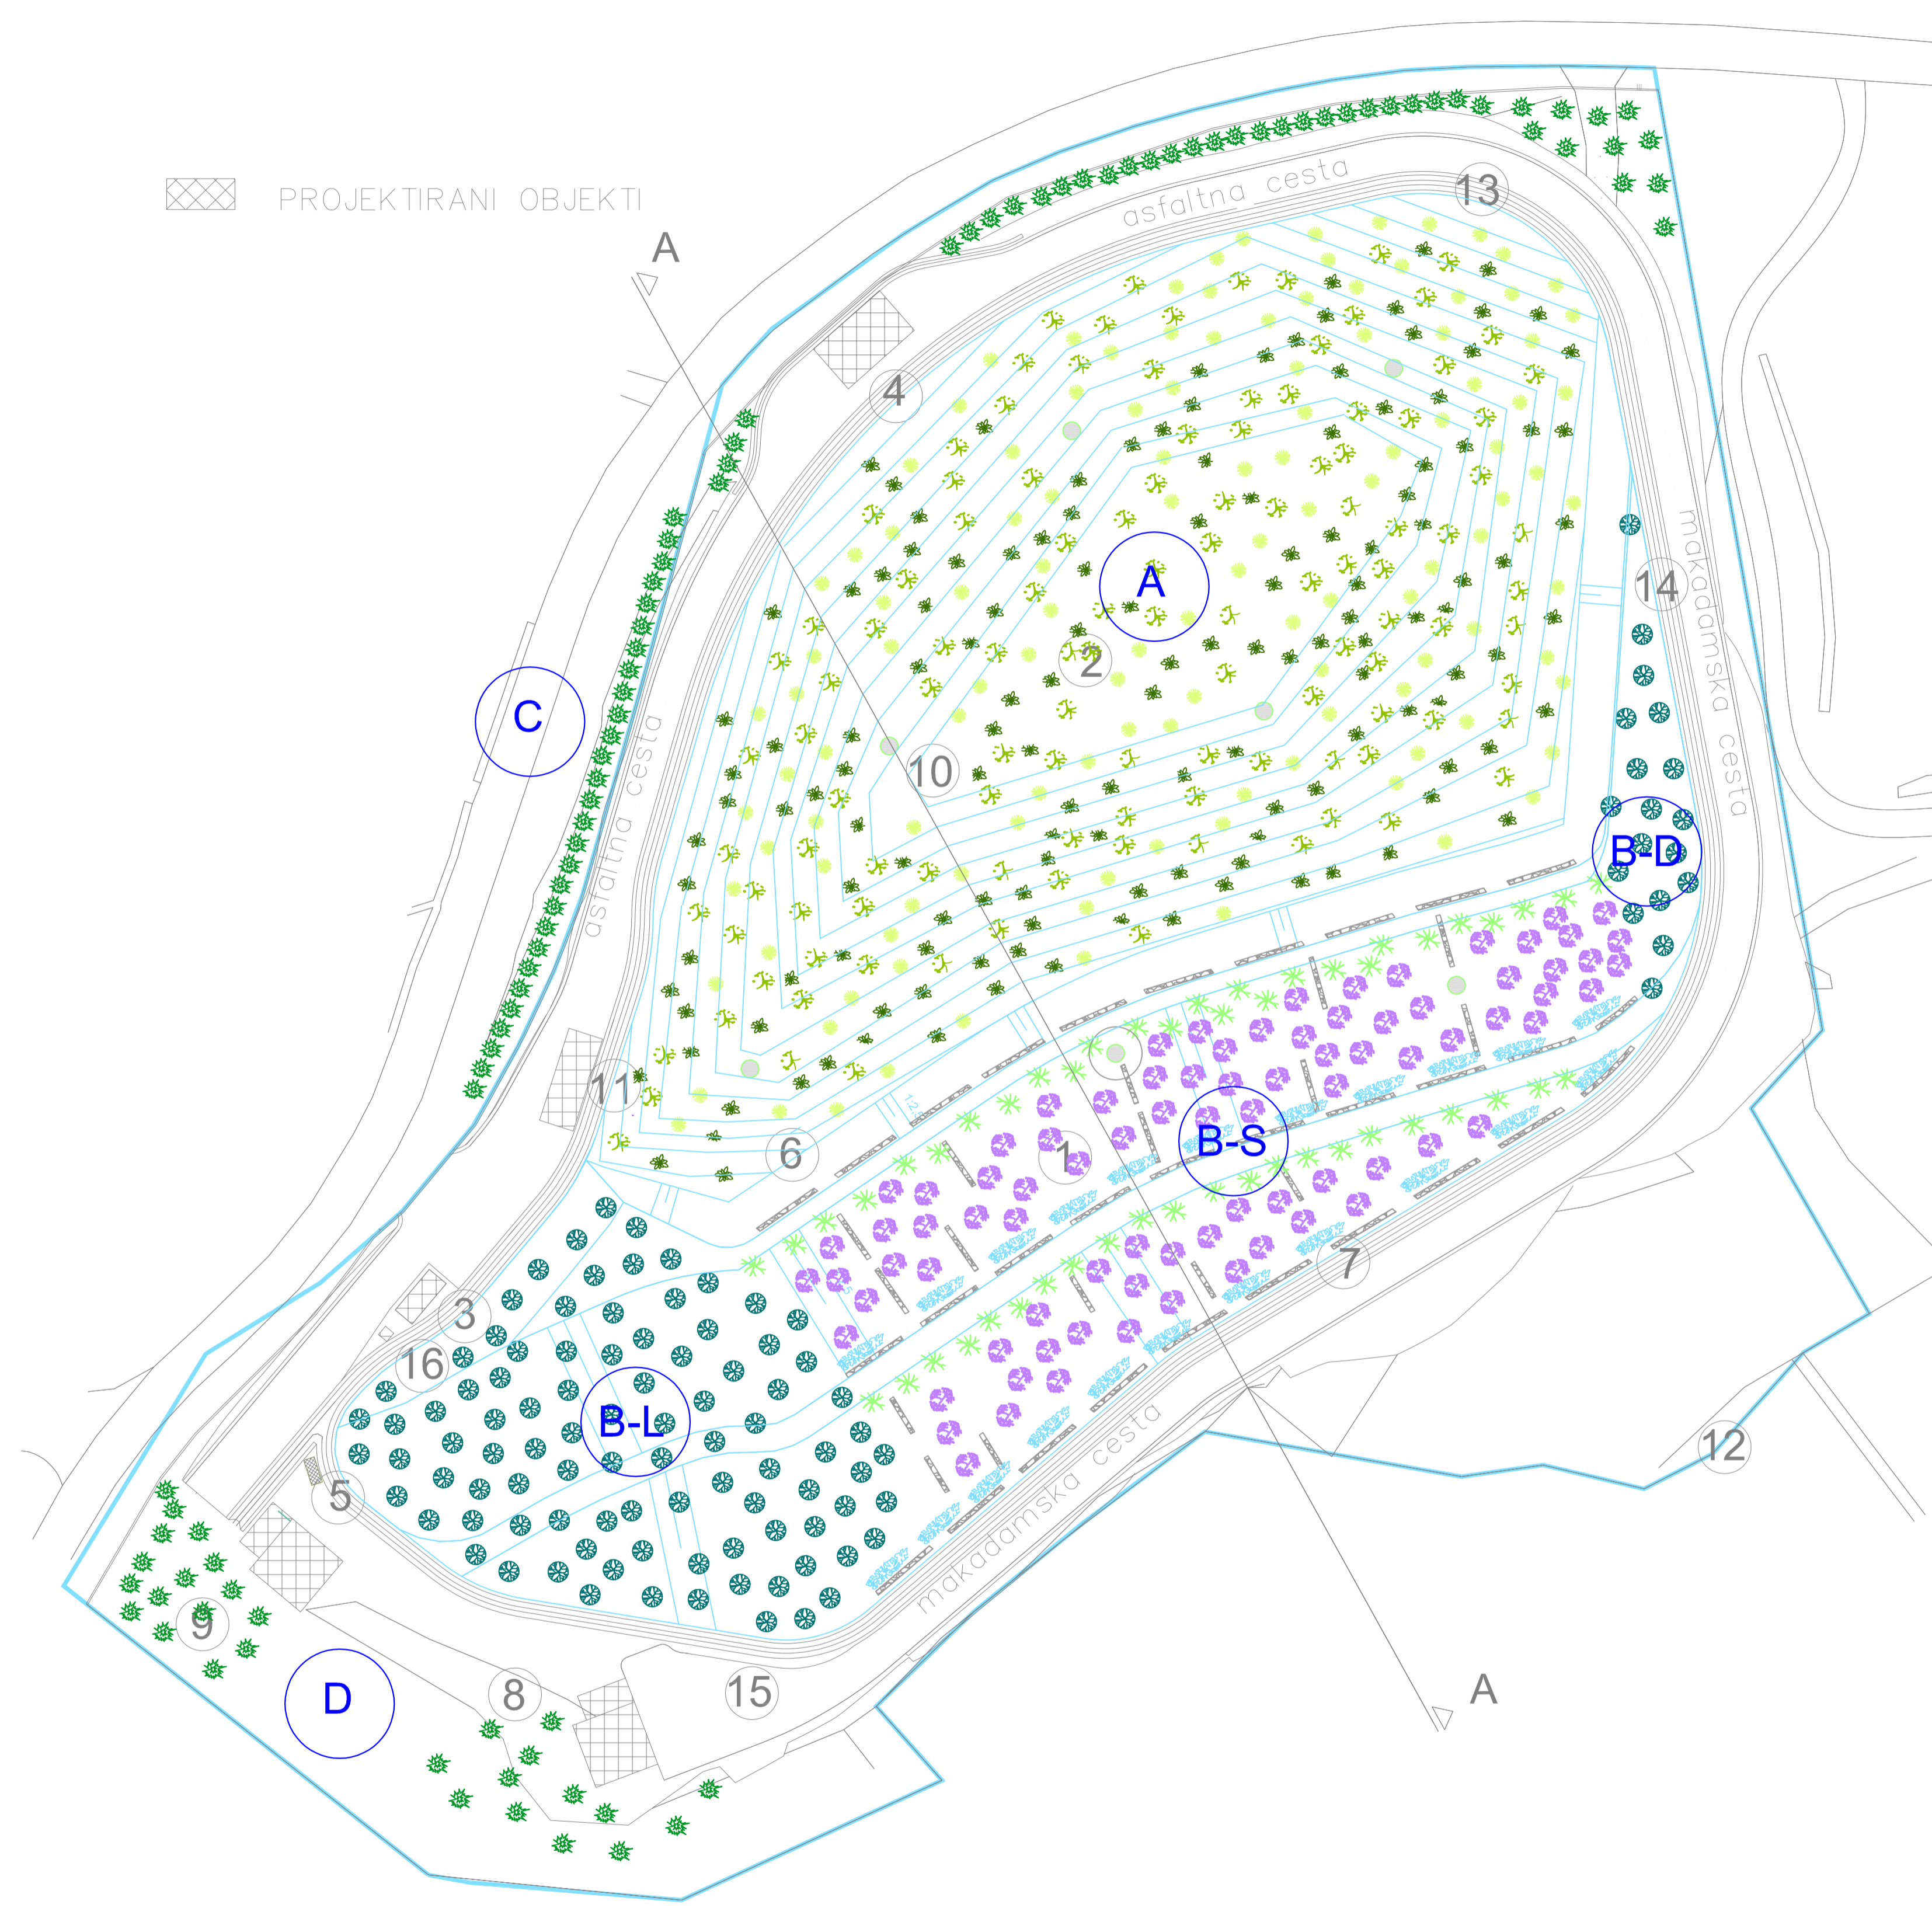 PROJEKTIRANI OBJEKTI
A
asfaltna cesta
13
4
makadamska cesta
14
A
2
C
asfaltna cesta
10
B-D
11
6
1
B-S
7
3
16
B-L
12
5
makadamska cesta
9
D
8
15
A